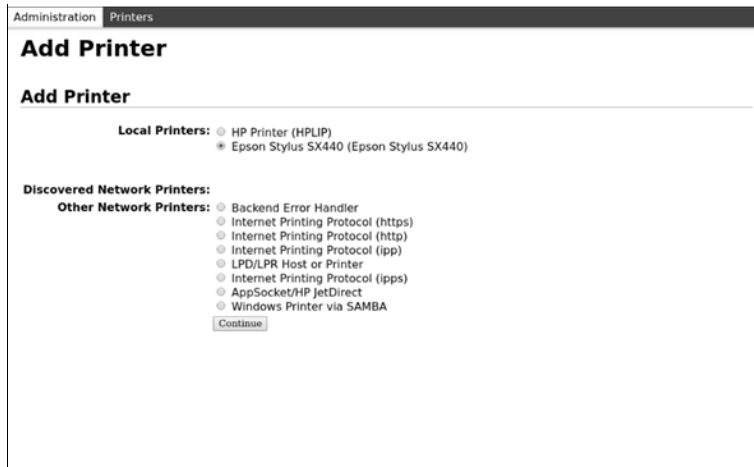 Administration Printers
Add Printer
Add Printer
Local Printers: HP Printer (HPLIP)
Epson Stylus SX440 (Epson Stylus SX440)
Discovered Network Printers:
Other Network Printers: Backend Error Handler
Internet Printing Protocol (https)
Internet Printing Protocol (http)
Internet Printing Protocol (ipp)
LPD/LPR Host or Printer
Internet Printing Protocol (ipps)
AppSocket/HP JetDirect
Windows Printer via SAMBA
Continue